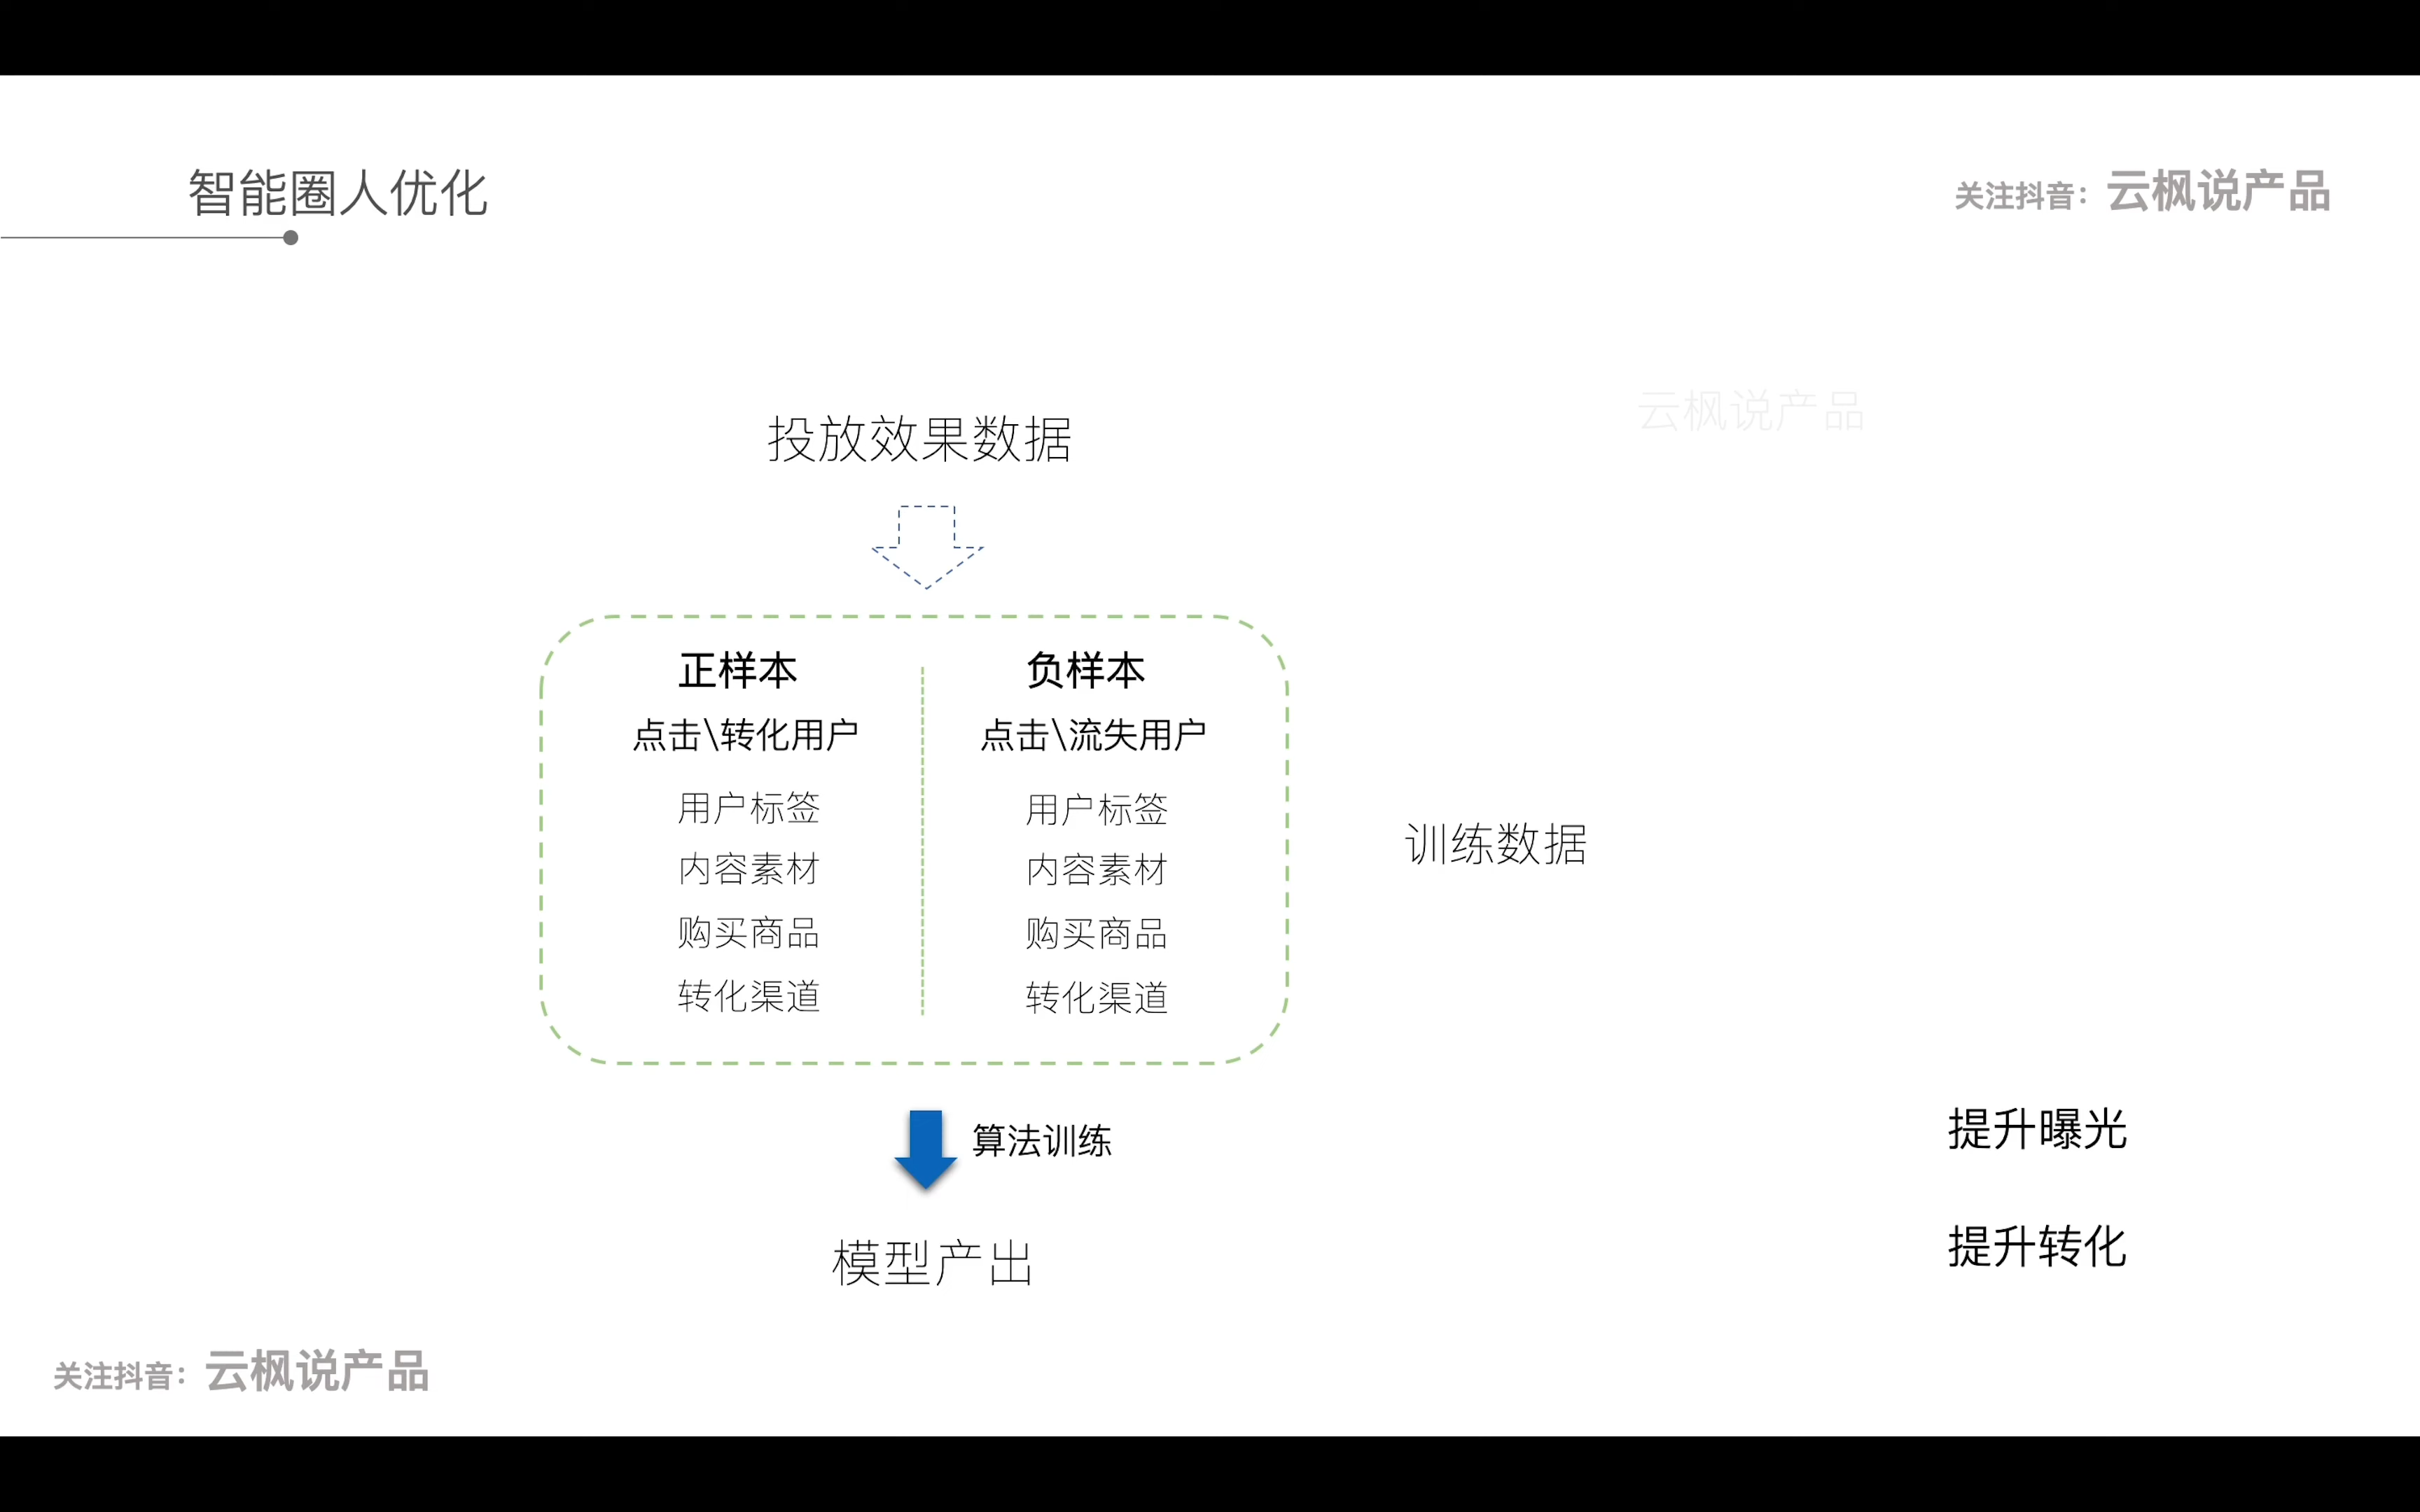 智能圈人优化
关注抖音：云枫说产品
云枫说产品
投放效果数据
正样本 负样本
点击\转化用户 点击\流失用户
用户标签 用户标签
内容素材 内容素材
购买商品 购买商品
转化渠道 转化渠道
训练数据
算法训练
提升曝光
提升转化
模型产出
关注抖音：云枫说产品